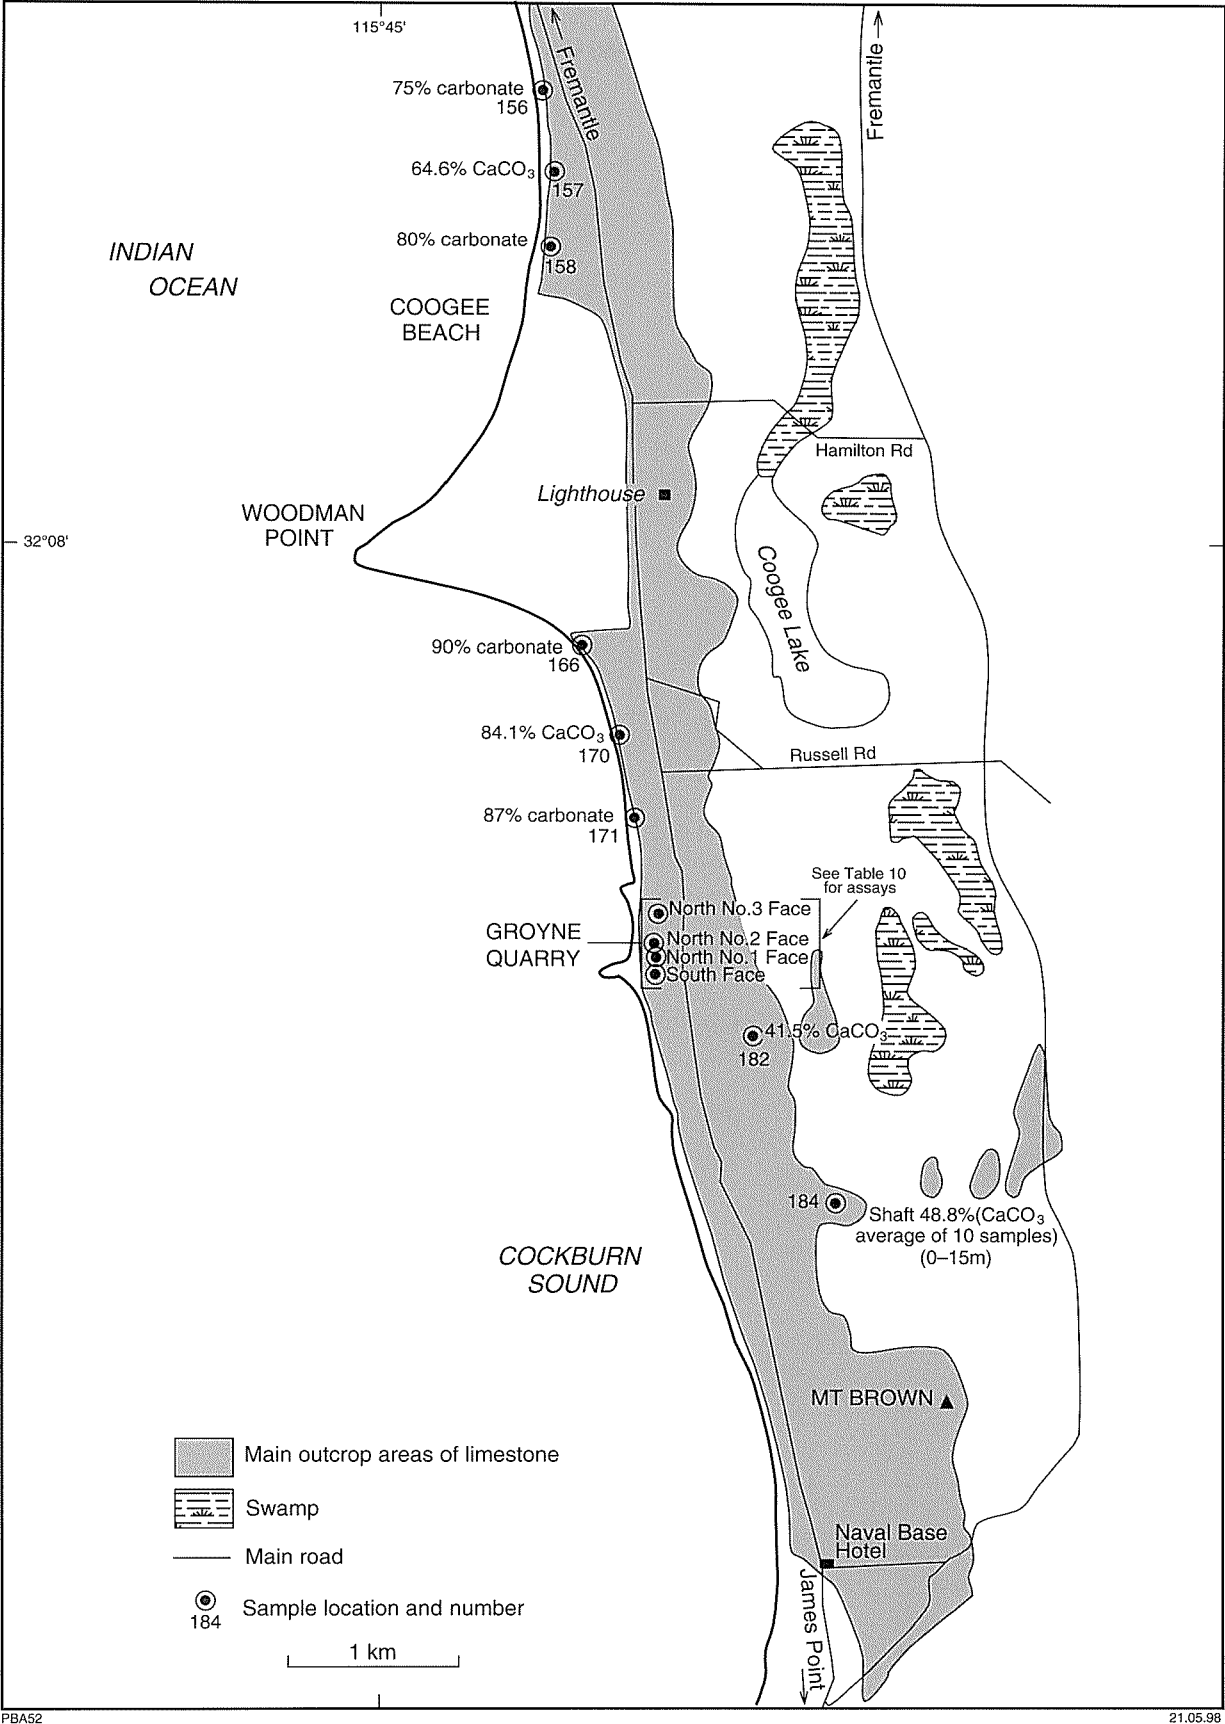 115°45'
Fremantle
Fremantle
75% carbonate
156
64.6% CaCO₃
157
80% carbonate
158
INDIAN
OCEAN
COOGEE
BEACH
Hamilton Rd
Lighthouse
WOODMAN
POINT
32°08'
Coogee Lake
90% carbonate
166
84.1% CaCO₃
170
Russell Rd
87% carbonate
171
See Table 10
for assays
North No.3 Face
North No.2 Face
North No.1 Face
South Face
GROYNE
QUARRY
41.5% CaCO₃
182
184
Shaft 48.8%(CaCO₃
average of 10 samples)
(0–15m)
COCKBURN
SOUND
MT BROWN
Main outcrop areas of limestone
Swamp
Main road
184
Sample location and number
1 km
Naval Base
Hotel
James Point
PBA52
21.05.98